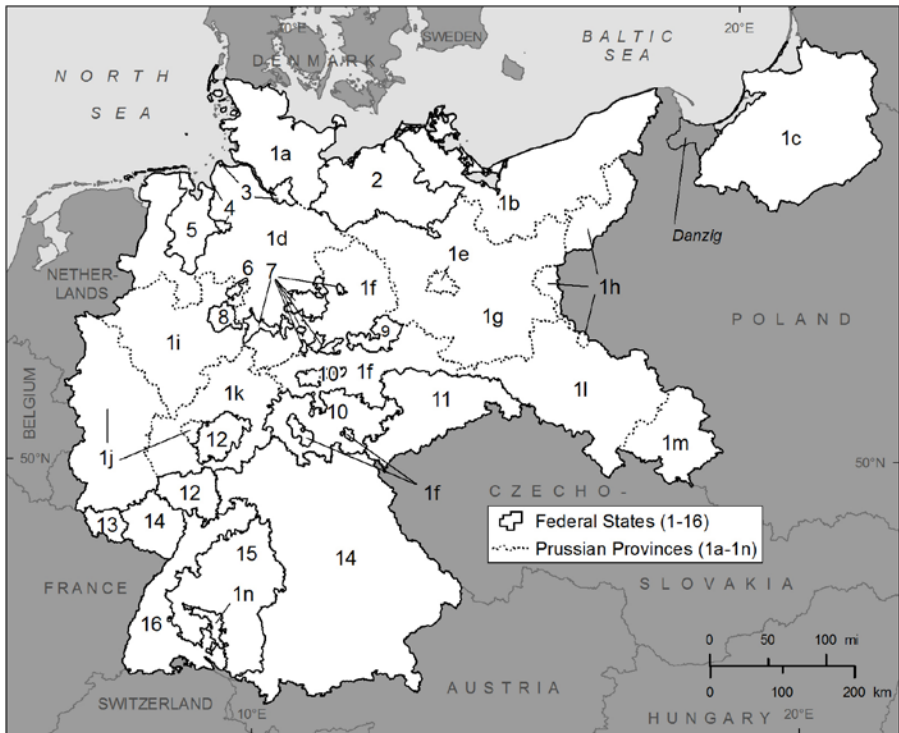 10°E
20°E
SWEDEN
BALTIC
SEA
DENMARK
NORTH
SEA
1a
1c
2
3
1b
4
5
1d
Danzig
1e
NETHER-
LANDS
6
7
1f
1h
8
9
1g
POLAND
1i
10
1f
1k
11
1l
10
BELGIUM
12
1m
1j
50°N
50°N
1f
CZECHO-
12
13
14
Federal States (1-16)
Prussian Provinces (1a-1n)
15
14
FRANCE
SLOVAKIA
1n
16
0 50 100 mi
0 100 200 km
AUSTRIA
SWITZERLAND
10°E
HUNGARY
20°E